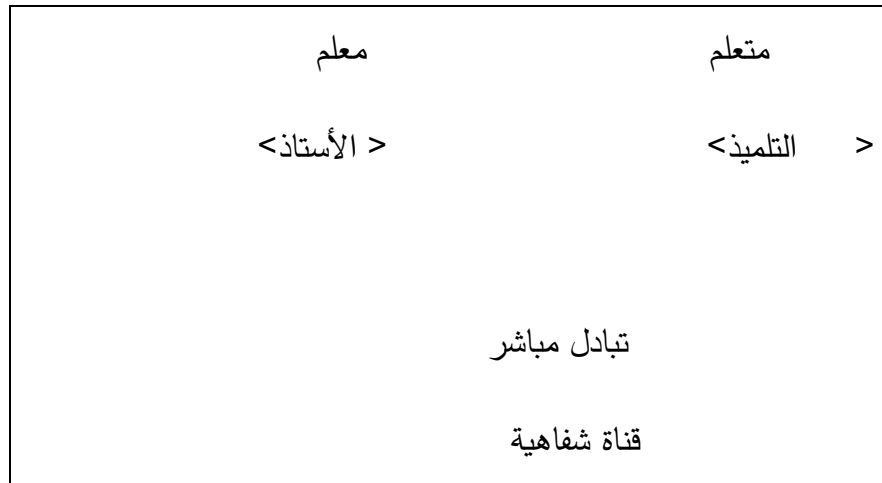 متعلم معلم
< التلميذ> < الأستاذ>
تبادل مباشر
قناة شفاهية